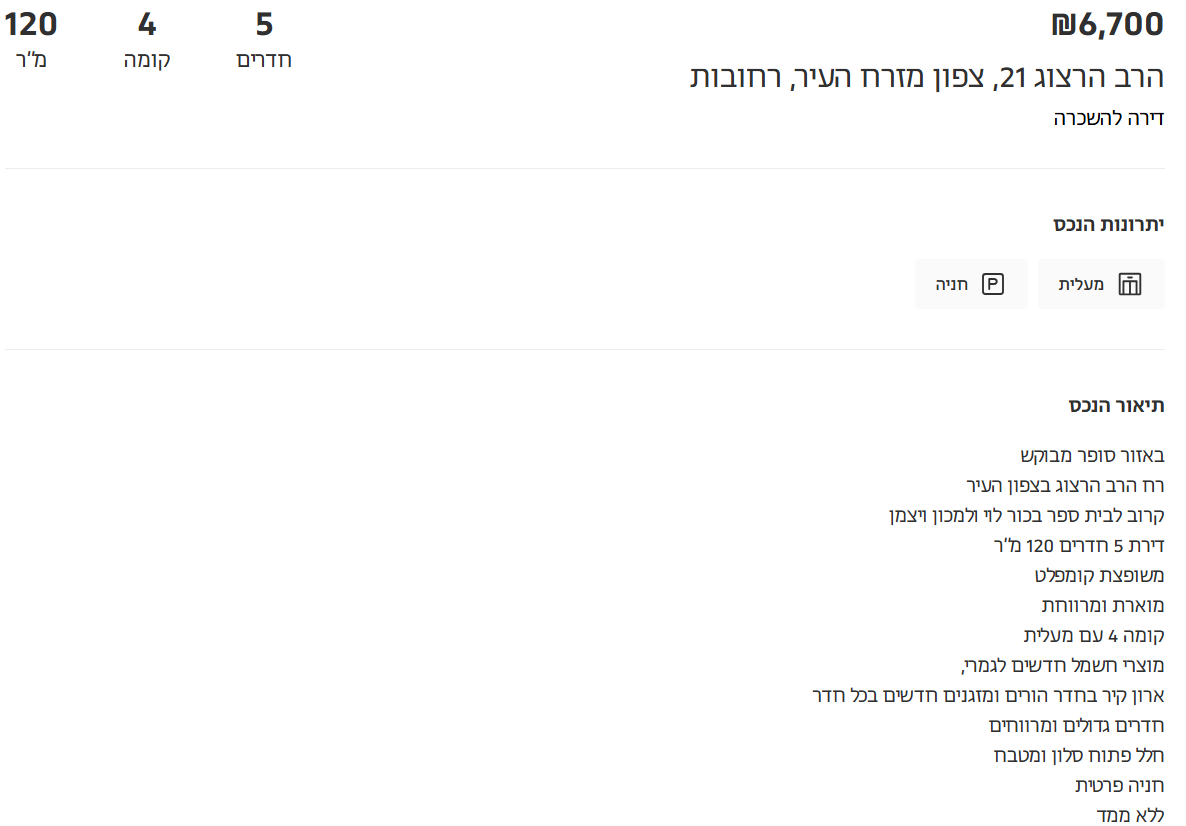 ₪6,700
הרב הרצוג 21, צפון מזרח העיר, רחובות
דירה להשכרה
5
חדרים
4
קומה
120
מ"ר
יתרונות הנכס
מעלית
חניה
תיאור הנכס
באזור סופר מבוקש
רח הרב הרצוג בצפון העיר
קרוב לבית ספר בכור לוי ולמכון ויצמן
דירת 5 חדרים 120 מ"ר
משופצת קומפלט
מוארת ומרווחת
קומה 4 עם מעלית
מוצרי חשמל חדשים לגמרי,
ארון קיר בחדר הורים ומזגנים חדשים בכל חדר
חדרים גדולים ומרווחים
חלל פתוח סלון ומטבח
חניה פרטית
ללא ממד